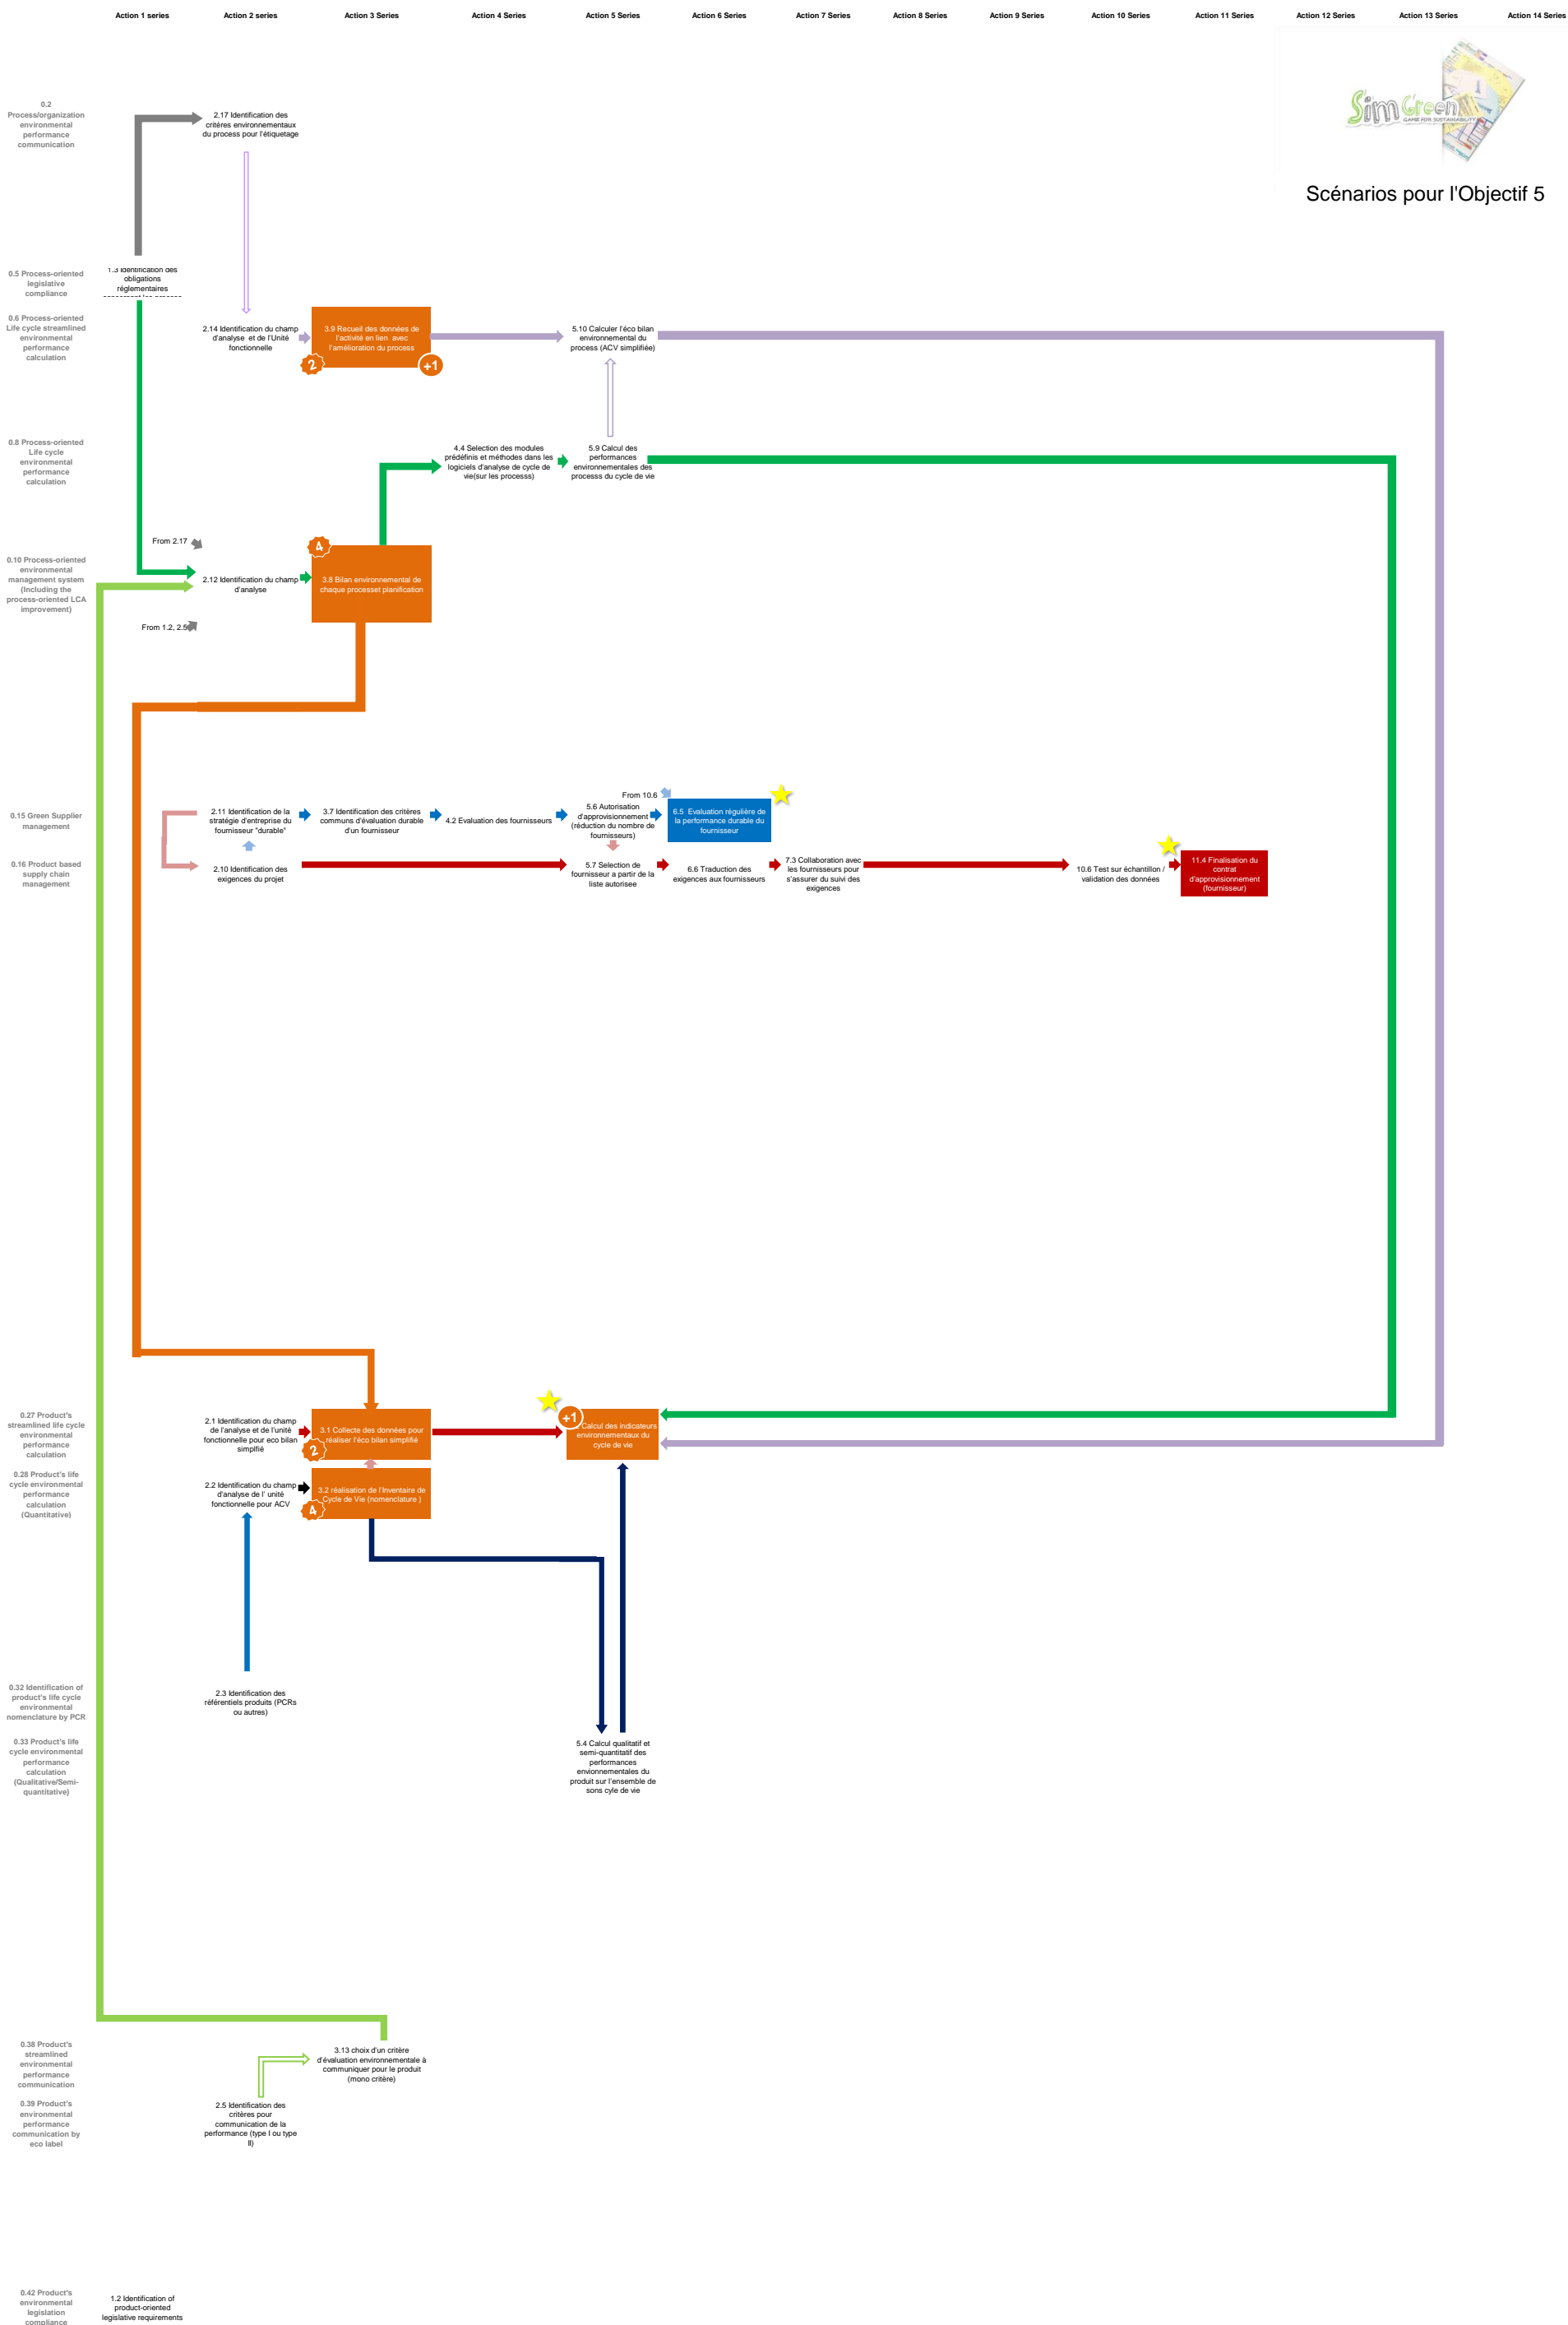 Action 1 series
Action 2 series
Action 3 Series
Action 4 Series
Action 5 Series
Action 6 Series
Action 7 Series
Action 8 Series
Action 9 Series
Action 10 Series
Action 11 Series
Action 12 Series
Action 13 Series
Action 14 Series
Sim Green
GAME FOR SUSTAINABILITY
Scénarios pour l'Objectif 5
0.2
Process/organization
environmental
performance
communication
2.17 Identification des
critères environnementaux
du process pour l'étiquetage
0.5 Process-oriented
legislative
compliance
1.3 Identification des
obligations
réglementaires
0.6 Process-oriented
Life cycle streamlined
environmental
performance
calculation
2.14 Identification du champ
d'analyse et de l'Unité
fonctionnelle
3.9 Recueil des données de
l'activité en lien avec
l'amélioration du process
2
+1
5.10 Calculer l'éco bilan
environmental du
process (ACV simplifiée)
0.8 Process-oriented
Life cycle
environmental
performance
calculation
4.4 Selection des modules
prédéfinis et méthodes dans les
logiciels d'analyse de cycle de
vie(sur les processs)
5.9 Calcul des
performances
environnementales des
processs du cycle de vie
0.10 Process-oriented
environmental
management system
(Including the
process-oriented LCA
improvement)
From 2.17
2.12 Identification du champ
d'analyse
From 1.2, 2.5
4
3.8 Bilan environmental de
chaque processet planification
0.15 Green Supplier
management
2.11 Identification de la
stratégie d'entreprise du
fournisseur "durable"
3.7 Identification des critères
communs d'évaluation durable
d'un fournisseur
4.2 Evaluation des fournisseurs
5.6 Autorisation
d'approvisionnement
(réduction du nombre de
fournisseurs)
From 10.6
6.5 Evaluation régulière de
la performance durable du
fournisseur
0.16 Product based
supply chain
management
2.10 Identification des
exigences du projet
5.7 Selection de
fournisseur a partir de la
liste autorisee
6.6 Traduction des
exigences aux fournisseurs
7.3 Collaboration avec
les fournisseurs pour
s'assurer du suivi des
exigences
10.6 Test sur échantillon /
validation des données
11.4 Finalisation du
contrat
d'approvisionnement
(fournisseur)
0.27 Product's
streamlined life cycle
environmental
performance
calculation
2.1 Identification du champ
de l'analyse et de l'unité
fonctionnelle pour eco bilan
simplfié
3.1 Collecte des données pour
réaliser l'éco bilan simplifié
2
+1
Calcul des indicateurs
environnementaux du
cycle de vie
0.28 Product's life
cycle environmental
performance
calculation
(Quantitative)
2.2 Identification du champ
d'analyse de l' unité
fonctionnelle pour ACV
3.2 réalisation de l'Inventaire de
Cycle de Vie (nomenclature )
4
0.32 Identification of
product's life cycle
environmental
nomenclature by PCR
2.3 Identification des
référentiels produits (PCRs
ou autres)
0.33 Product's life
cycle environmental
performance
calculation
(Qualitative/Semi-
quantitative)
5.4 Calcul qualitatif et
semi-quantitatif des
performances
envionnementales du
produit sur l'ensemble de
sons cyle de vie
0.38 Product's
streamlined
environmental
performance
communication
3.13 choix d'un critère
d'évaluation environnementale à
communiquer pour le produit
(mono critère)
0.39 Product's
environmental
performance
communication by
eco label
2.5 Identification des
critères pour
communication de la
performance (type I ou type
II)
0.42 Product's
environmental
legislation
compliance
1.2 Identification of
product-oriented
legislative requirements